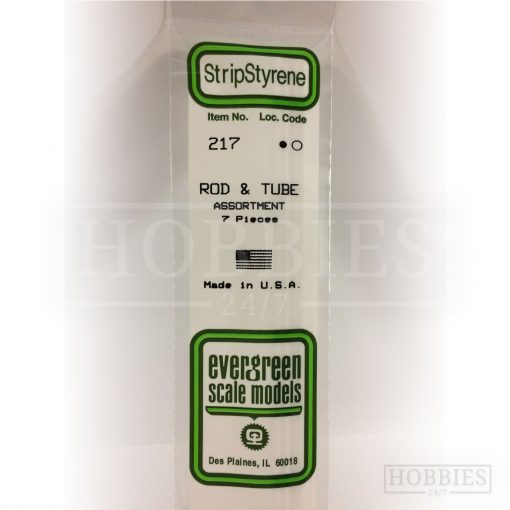 StripStyrene
Item No. Loc. Code
217 ●○
ROD & TUBE
ASSORTMENT
7 Pieces
Made in U.S.A.
HOBBIES
24/7
evergreen
scale models
Des Plaines, IL 60018
HOBBIES
24/7